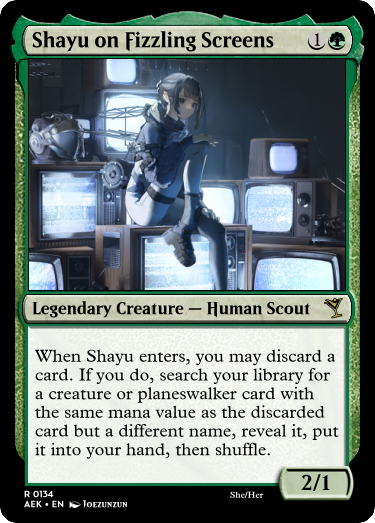 Shayu on Fizzling Screens 1
Legendary Creature — Human Scout
When Shayu enters, you may discard a
card. If you do, search your library for
a creature or planeswalker card with
the same mana value as the discarded
card but a different name, reveal it, put
it into your hand, then shuffle.
2/1
R 0134
She/Her
AEK • EN Joezunzun